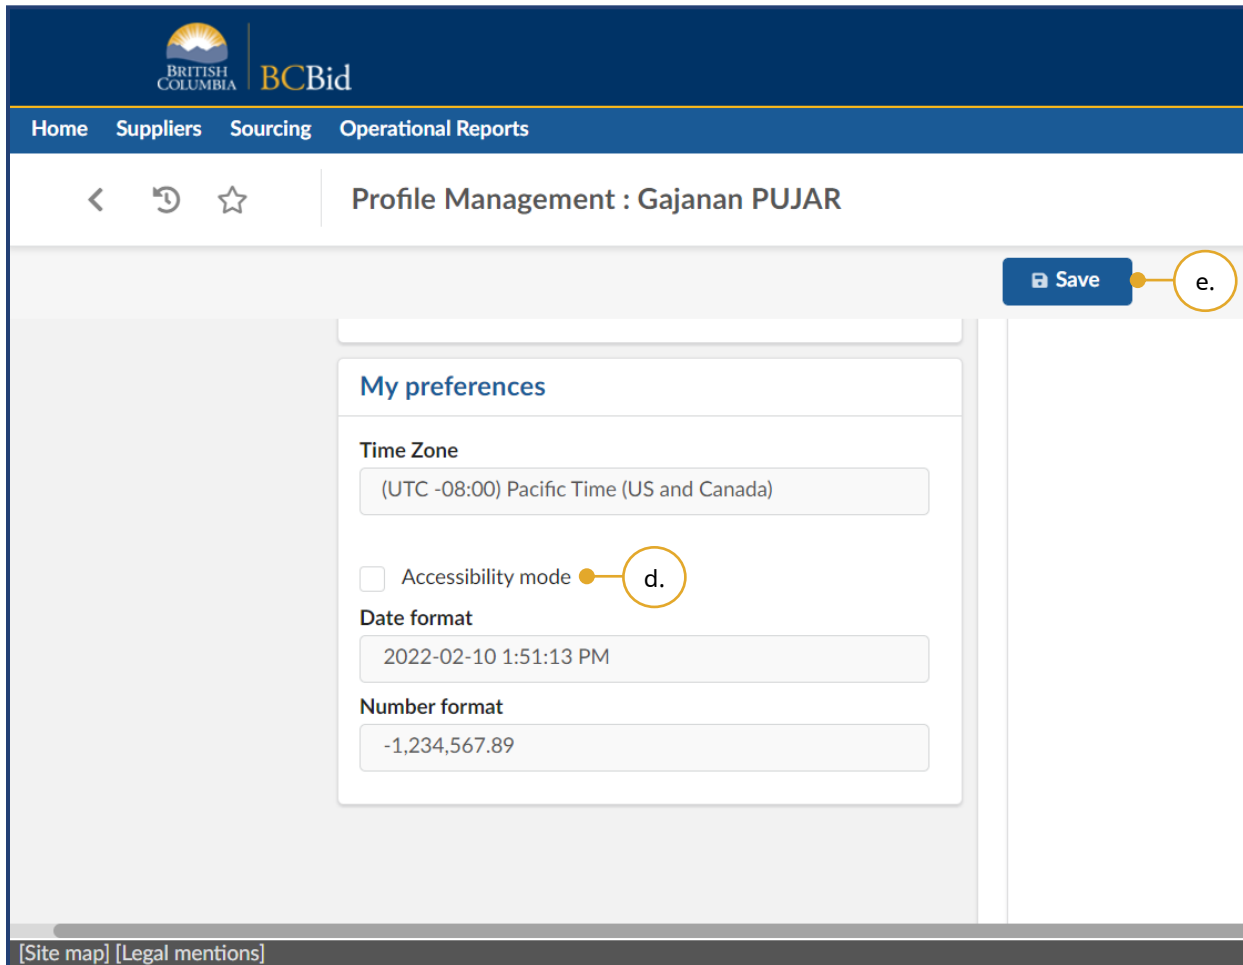 BRITISH
COLUMBIA
BCBid
Home Suppliers Sourcing Operational Reports
Profile Management : Gajanan PUJAR
Save
e.
My preferences
Time Zone
(UTC -08:00) Pacific Time (US and Canada)
Accessibility mode
d.
Date format
2022-02-10 1:51:13 PM
Number format
-1,234,567.89
[Site map] [Legal mentions]